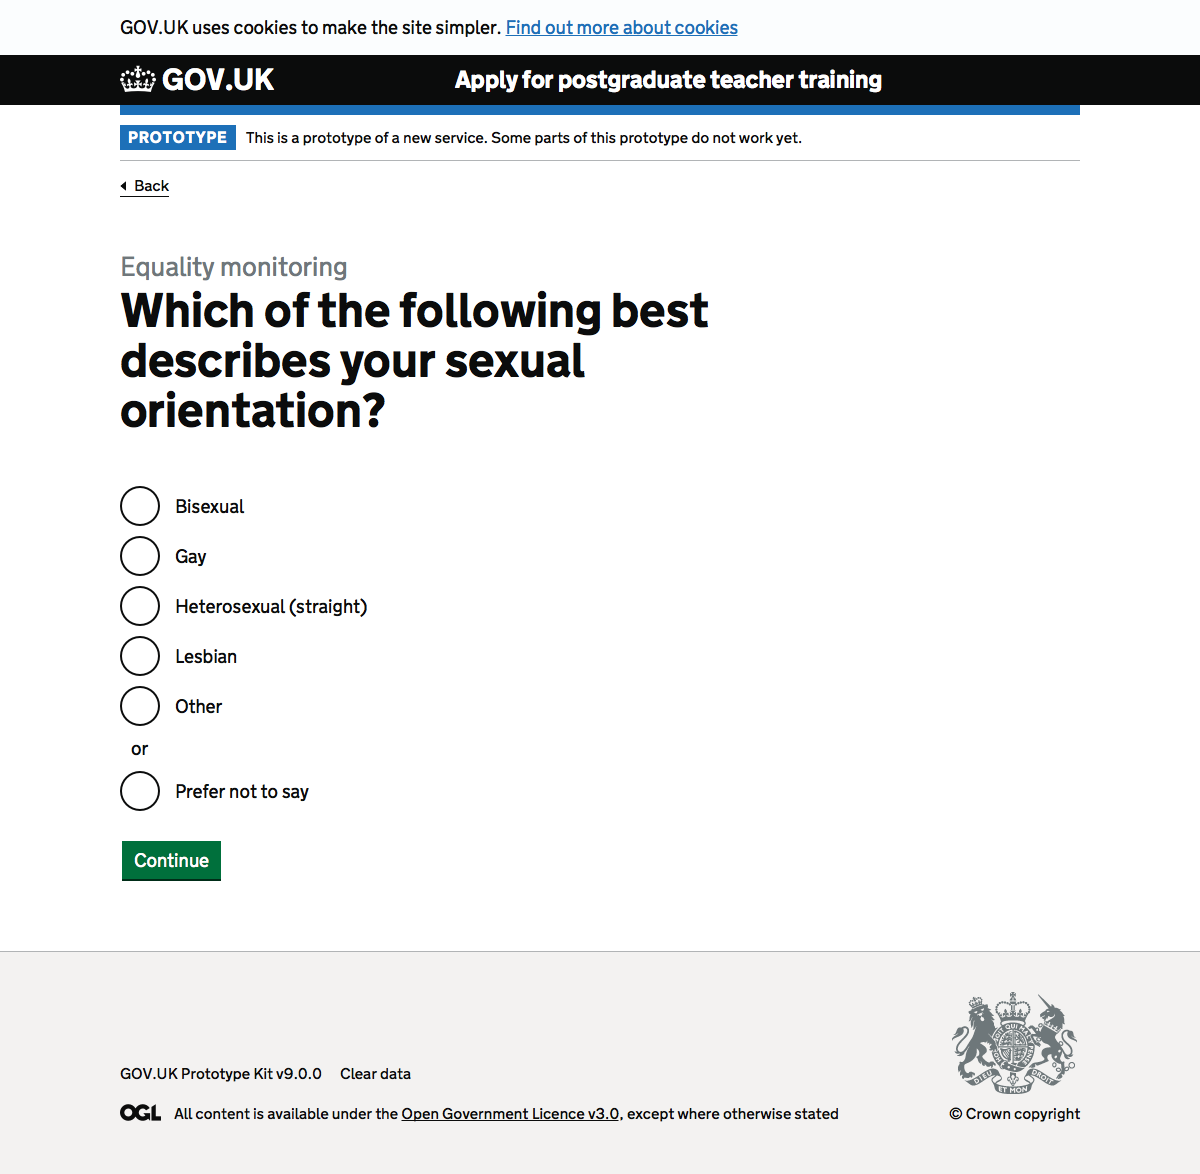 GOV.UK uses cookies to make the site simpler. Find out more about cookies
GOV.UK Apply for postgraduate teacher training
PROTOTYPE This is a prototype of a new service. Some parts of this prototype do not work yet.
Back
Equality monitoring
Which of the following best
describes your sexual
orientation?
Bisexual
Gay
Heterosexual (straight)
Lesbian
Other
or
Prefer not to say
Continue
GOV.UK Prototype Kit v9.0.0 Clear data
DIEU ET MON DROIT
OGL All content is available under the Open Government Licence v3.0, except where otherwise stated
© Crown copyright